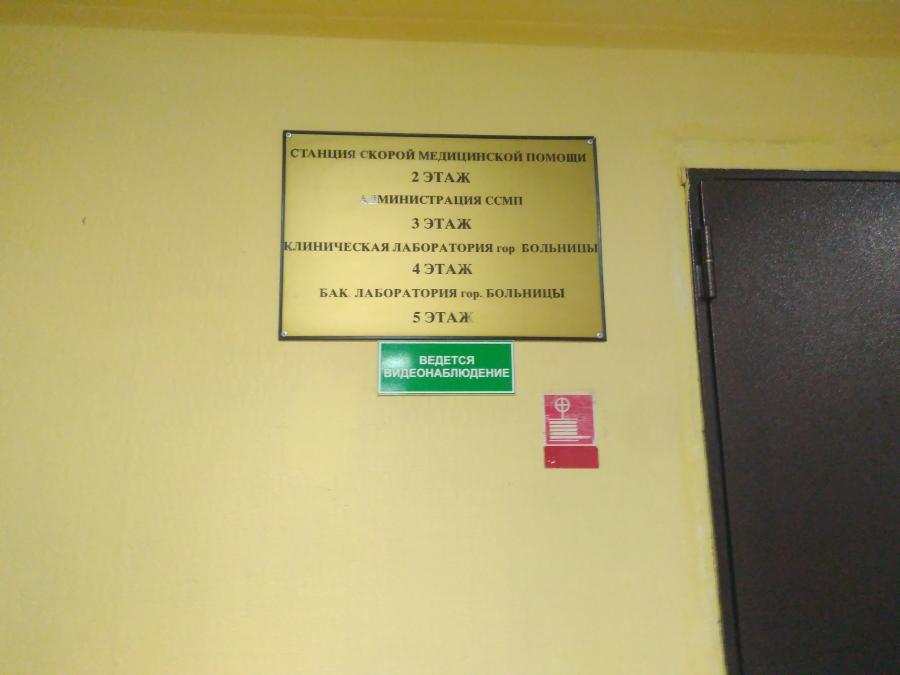 СТАНЦИЯ СКОРОЙ МЕДИЦИНСКОЙ ПОМОЩИ
2 ЭТАЖ
АДМИНИСТРАЦИЯ ССМП
3 ЭТАЖ
КЛИНИЧЕСКАЯ ЛАБОРАТОРИЯ гор БОЛЬНИЦЫ
4 ЭТАЖ
БАК. ЛАБОРАТОРИЯ гор. БОЛЬНИЦЫ
5 ЭТАЖ
ВЕДЕТСЯ
ВИДЕОНАБЛЮДЕНИЕ